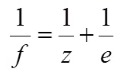 1/f = 1/z + 1/e